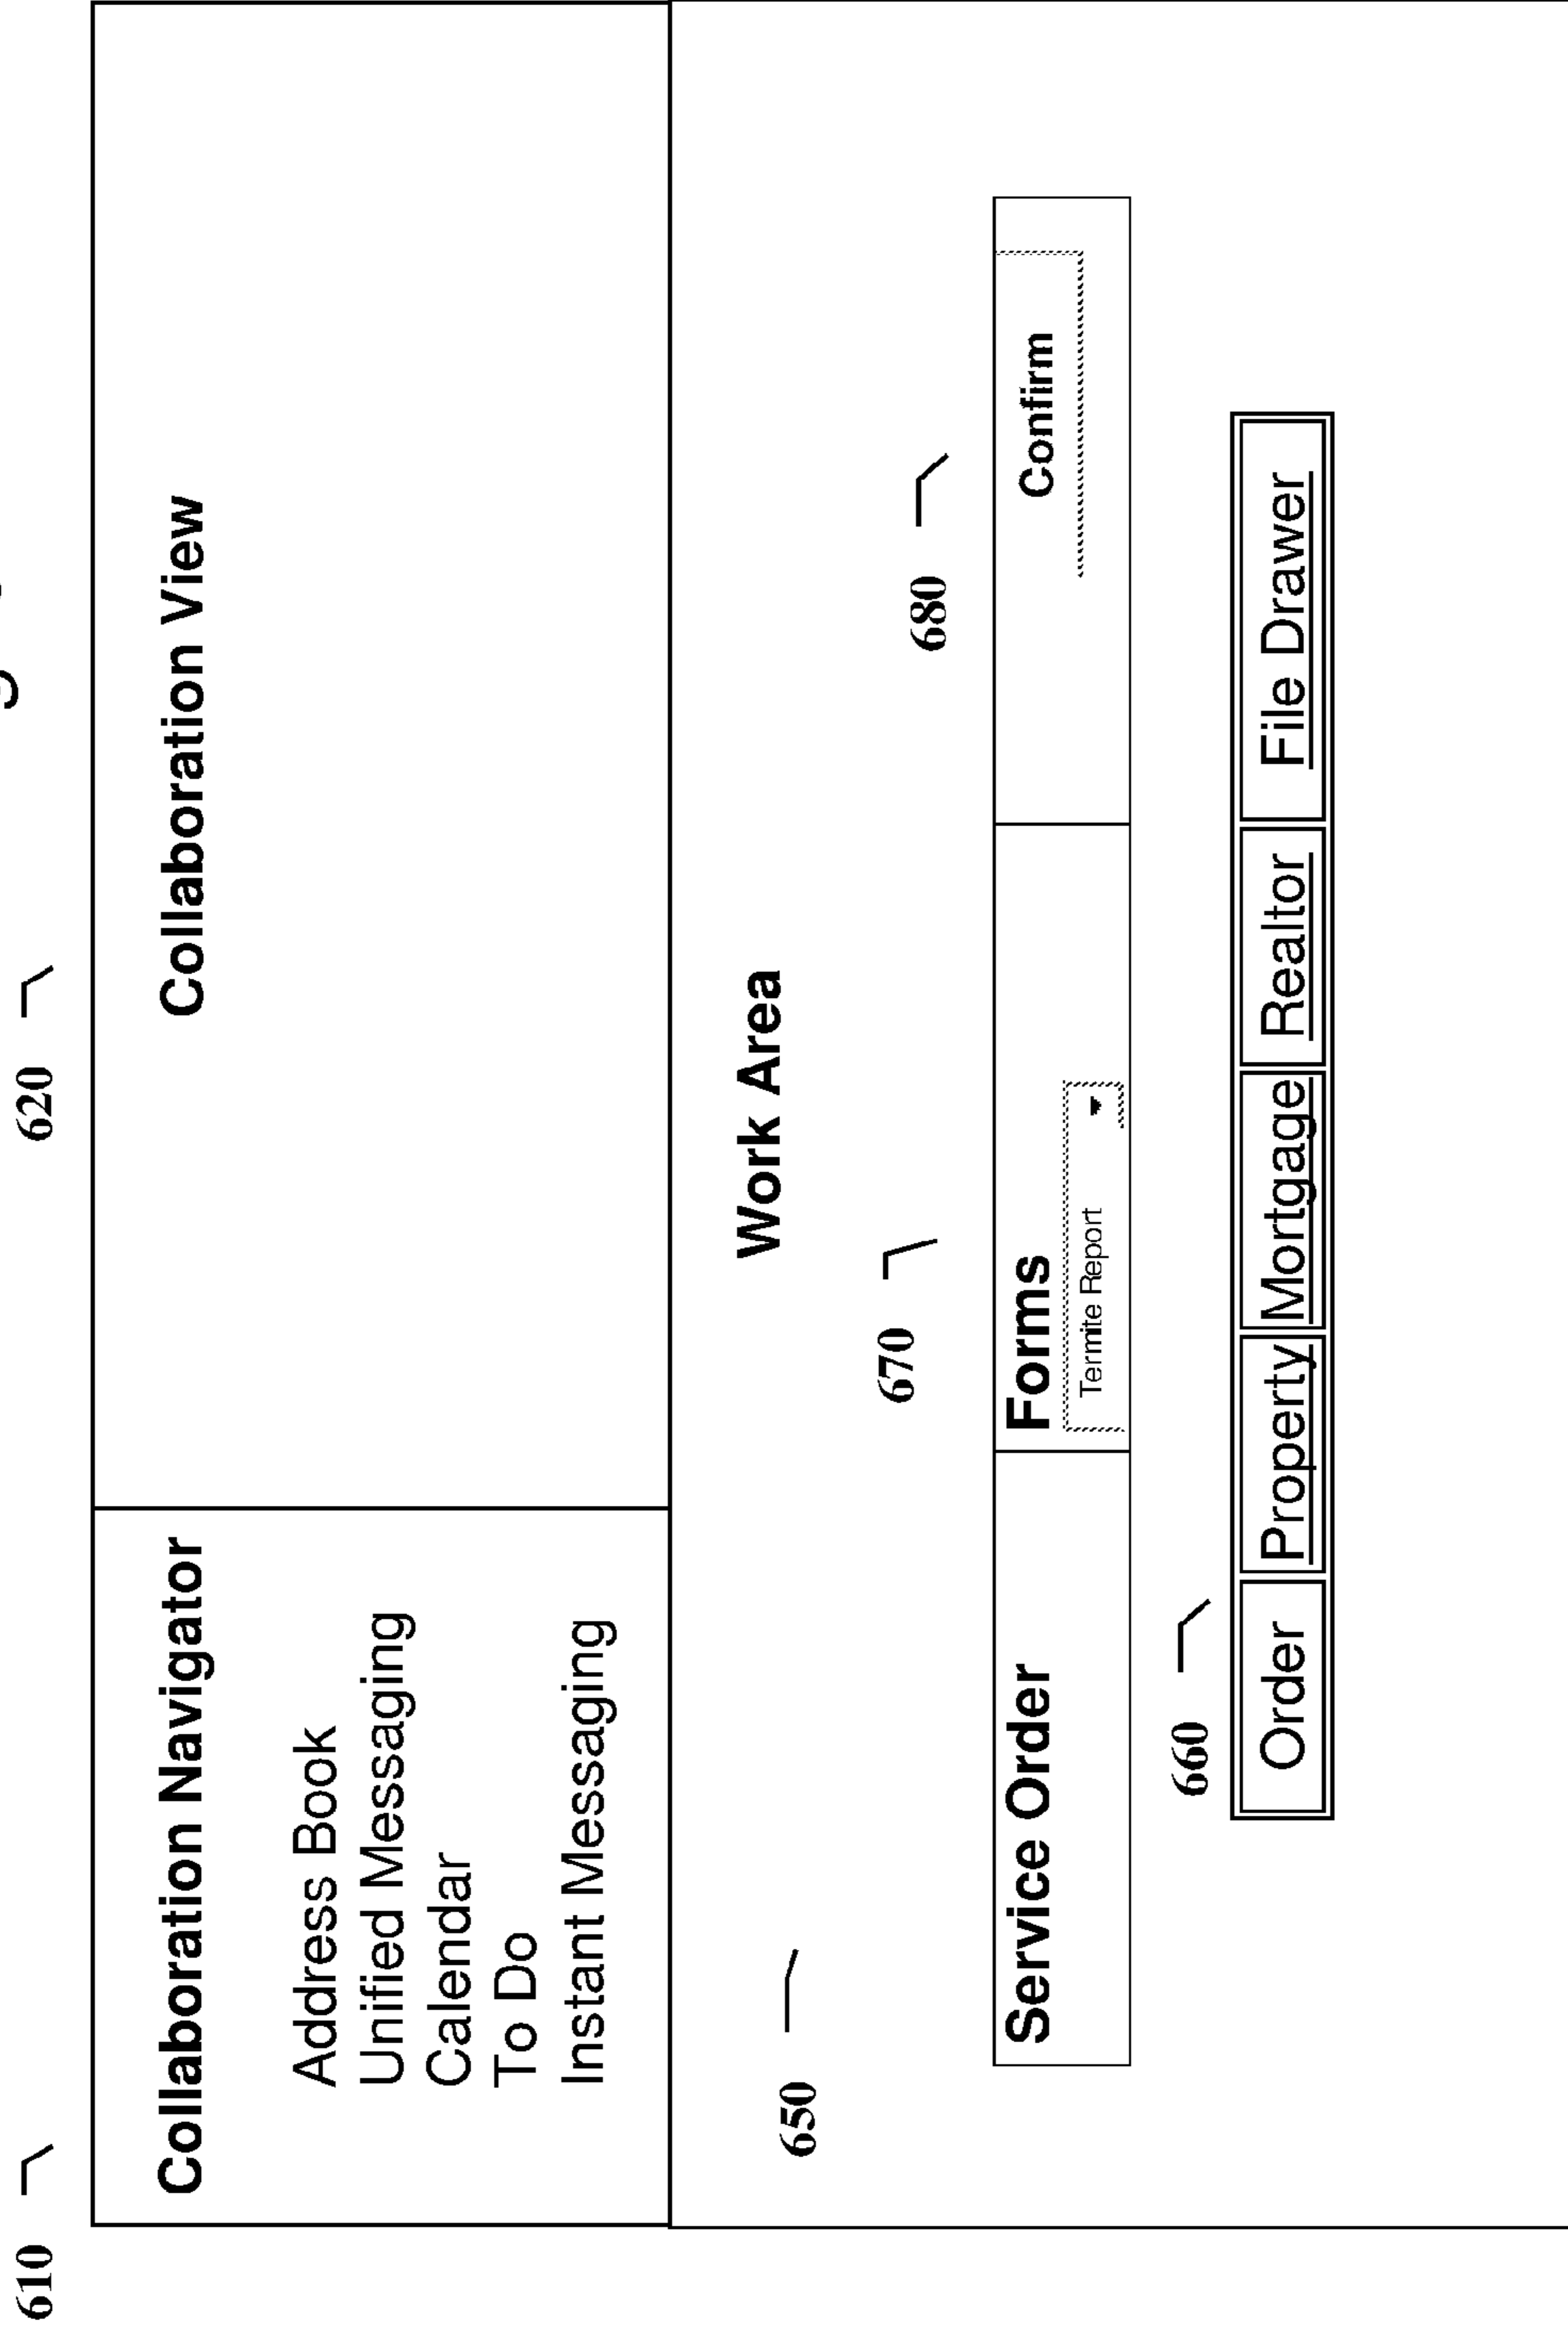 610
620
Collaboration Navigator
Collaboration View
Address Book
Unified Messaging
Calendar
To Do
Instant Messaging
Work Area
650
670
680
Service Order
Forms
Confirm
Termite Report
660
Order Property Mortgage Realtor File Drawer